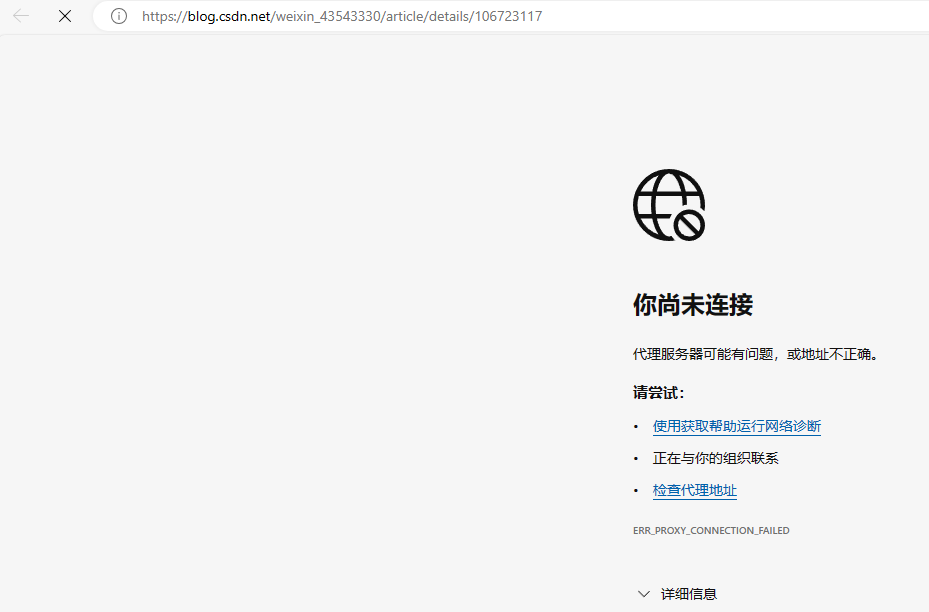 https://blog.csdn.net/weixin_43543330/article/details/106723117
你尚未连接
代理服务器可能有问题，或地址不正确。
请尝试：
• 使用获取帮助运行网络诊断
• 正在与你的组织联系
• 检查代理地址
ERR_PROXY_CONNECTION_FAILED
详细信息